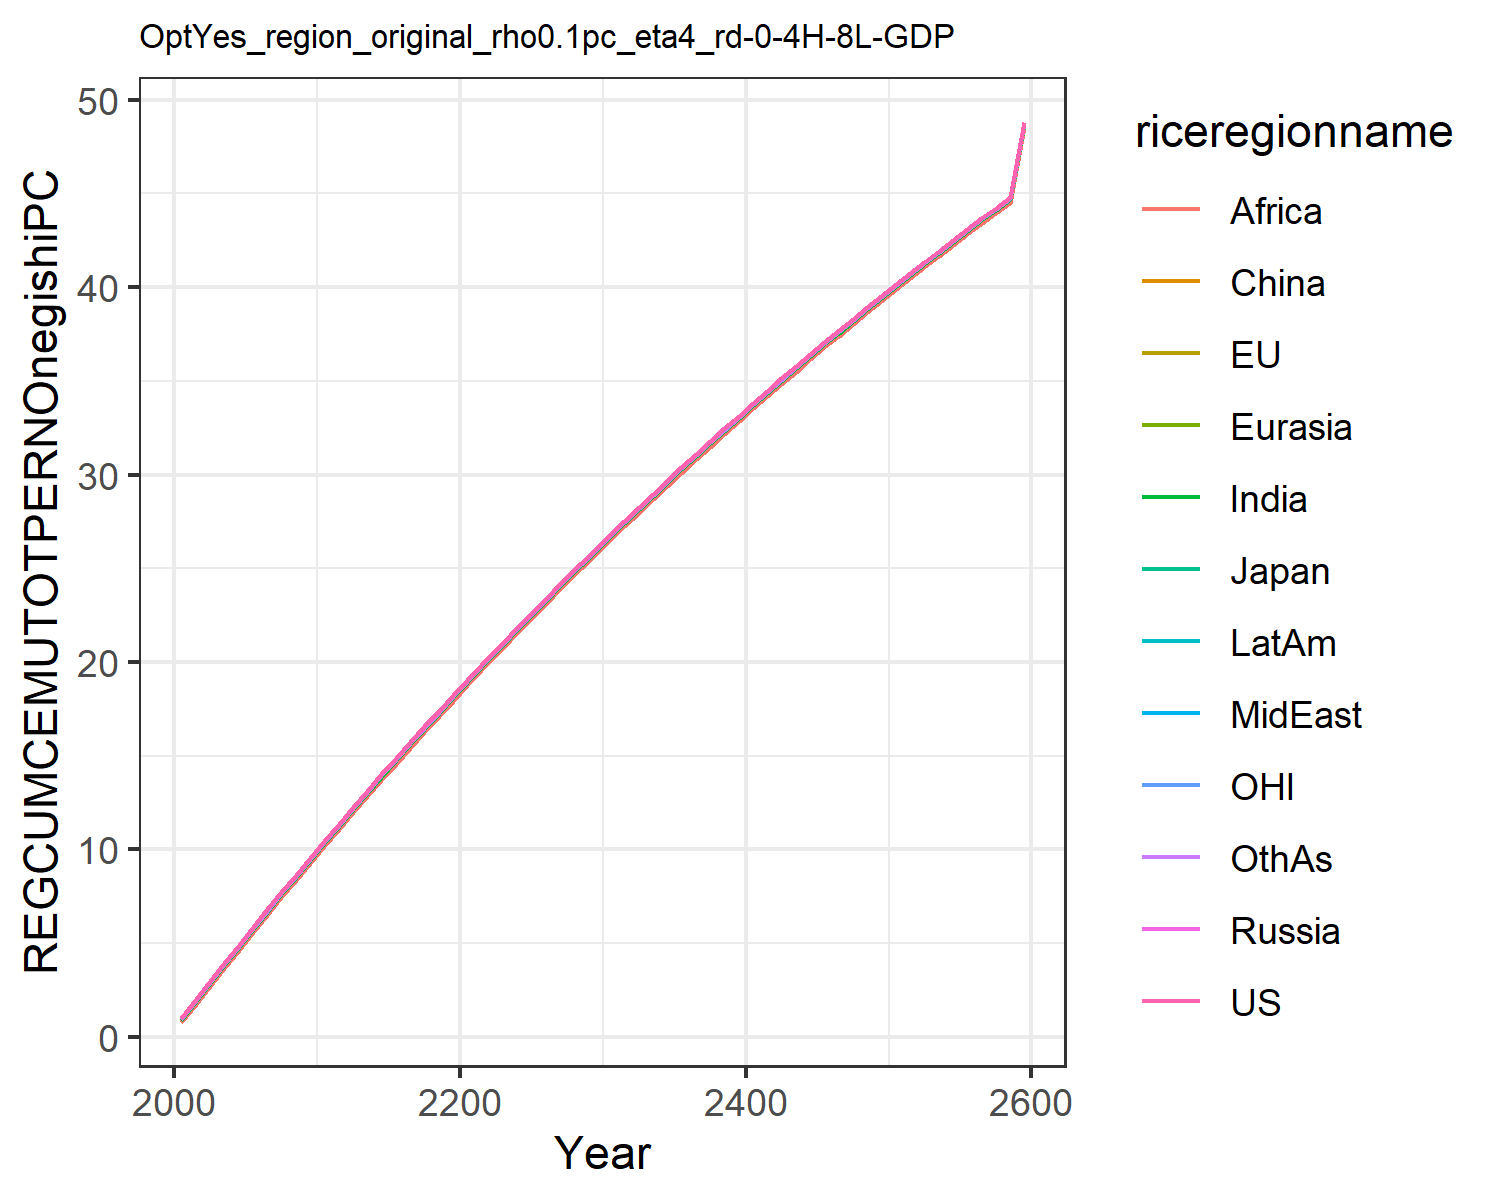 OptYes_region_original_rho0.1pc_eta4_rd-0-4H-8L-GDP
REGCUMCEMUTOTPERNOnegishiPC
50
40
30
20
10
0
2000 2200 2400 2600
Year
riceregionname
Africa
China
EU
Eurasia
India
Japan
LatAm
MidEast
OHI
OthAs
Russia
US